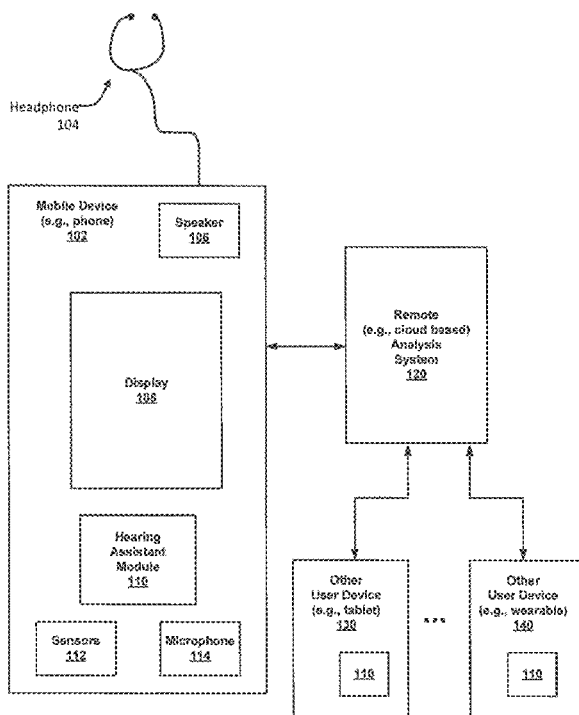 Headphone
104
Mobile Device
(e.g., phone)
102
Speaker
106
Display
108
Hearing
Assistant
Module
110
Sensors
112
Microphone
114
Remote
(e.g., cloud based)
Analysis
System
120
Other
User Device
(e.g., tablet)
130
110
...
Other
User Device
(e.g., wearable)
140
110